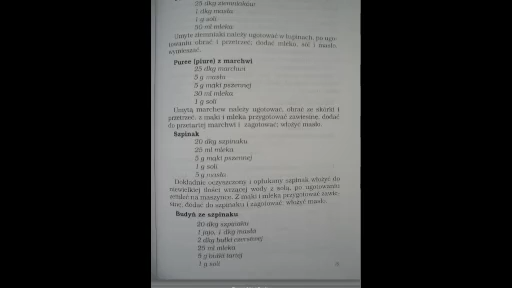 25 dkg ziemniaków
1 dkg masła
1 g soli
50 ml mleka
Umyte ziemniaki należy ugotować w łupinach, po ugo-
towaniu obrać i przetrzeć, dodać mleko, sól i masło,
wymieszać.
Puree (piure) z marchwi
25 dkg marchwi
5 g masła
5 g mąki pszennej
30 ml mleka
1 g soli
Umytą marchew należy ugotować, obrać ze skórki i
przetrzeć; z mąki i mleka przygotować zawiesinę, dodać
do przetartej marchwi i zagotować; włożyć masło.
Szpinak
20 dkg szpinaku
25 ml mleka
5 g mąki pszennej
1 g soli
5 g masła
Dokładnie oczyszczony i opłukany szpinak włożyć do
niewielkiej ilości wrzącej wody z solą, po ugotowaniu
zemleć na maszynce. Z mąki i mleka przygotować zawie-
sinę, dodać do szpinaku i zagotować; włożyć masło.
Budyń ze szpinaku
20 dkg szpinaku
1 jajo, 1 dkg masła
2 dkg bułki czerstwej
25 ml mleka
5 g bułki tartej
1 g soli